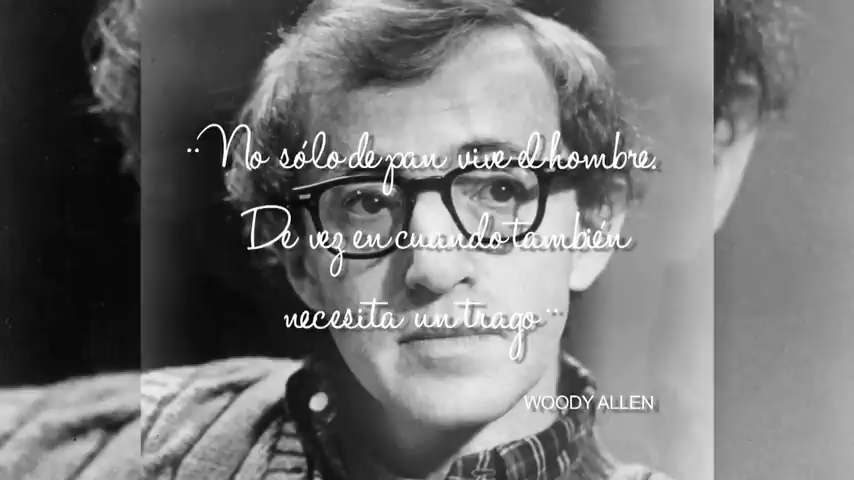 ¨No sólo de pan vive el hombre.
De vez en cuando también
necesita un trago¨
WOODY ALLEN